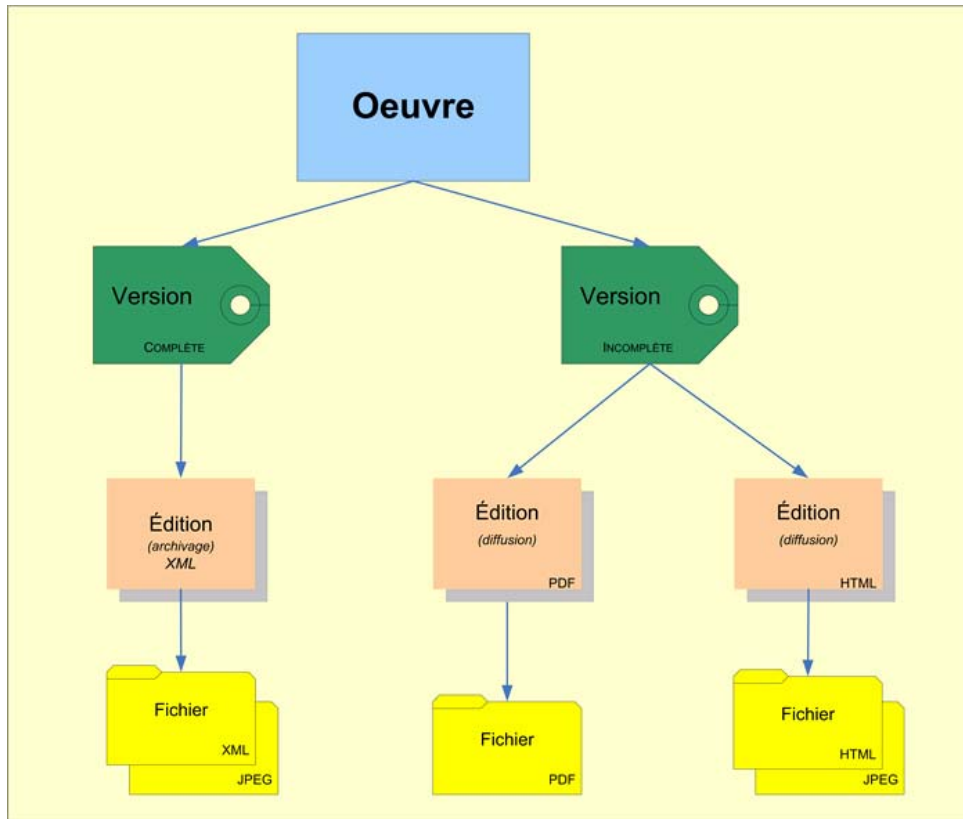 Oeuvre
Version
COMPLÈTE
Version
INCOMPLÈTE
Édition
(archivage)
XML
Édition
(diffusion)
PDF
Édition
(diffusion)
HTML
Fichier
XML
JPEG
Fichier
PDF
Fichier
HTML
JPEG